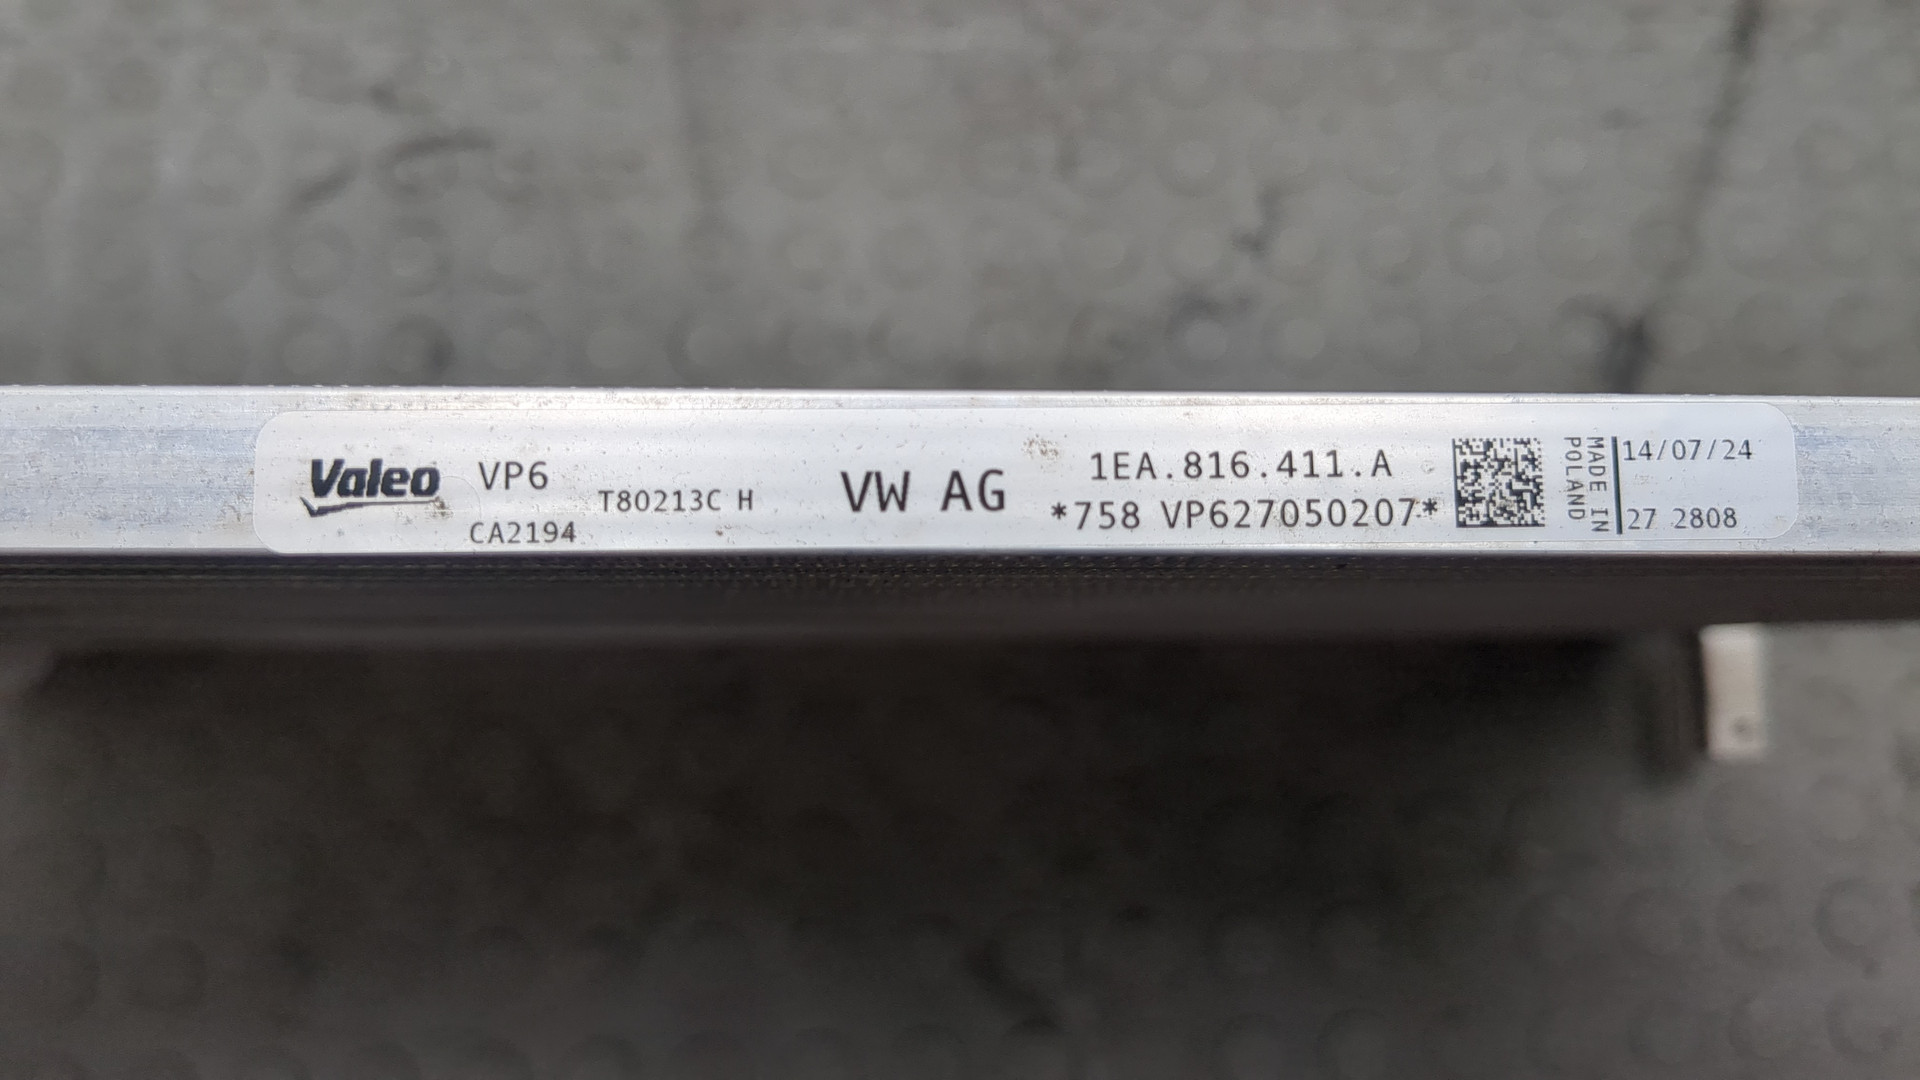 Valeo VP6
CA2194
T80213C H
VW AG
1EA.816.411.A
*758 VP627050207*
MADE IN
POLAND
14/07/24
27 2808